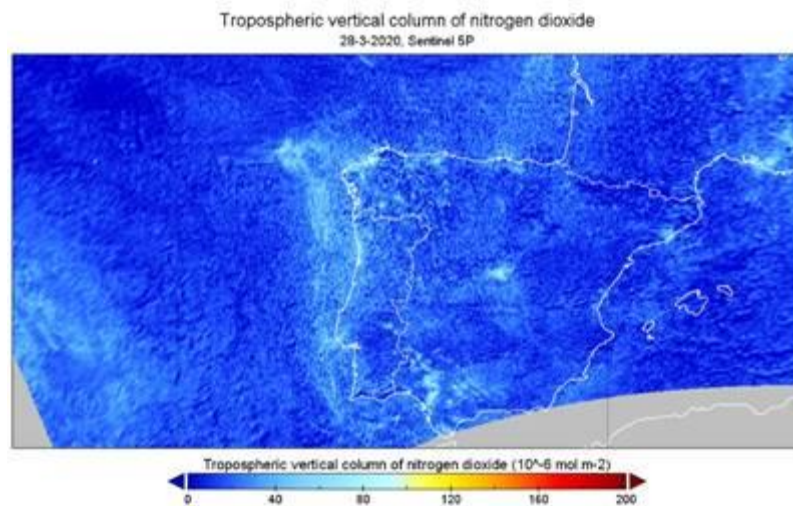 Tropospheric vertical column of nitrogen dioxide
28-3-2020, Sentinel 5P
Tropospheric vertical column of nitrogen dioxide (10^-6 mol m-2)
0 40 80 120 160 200